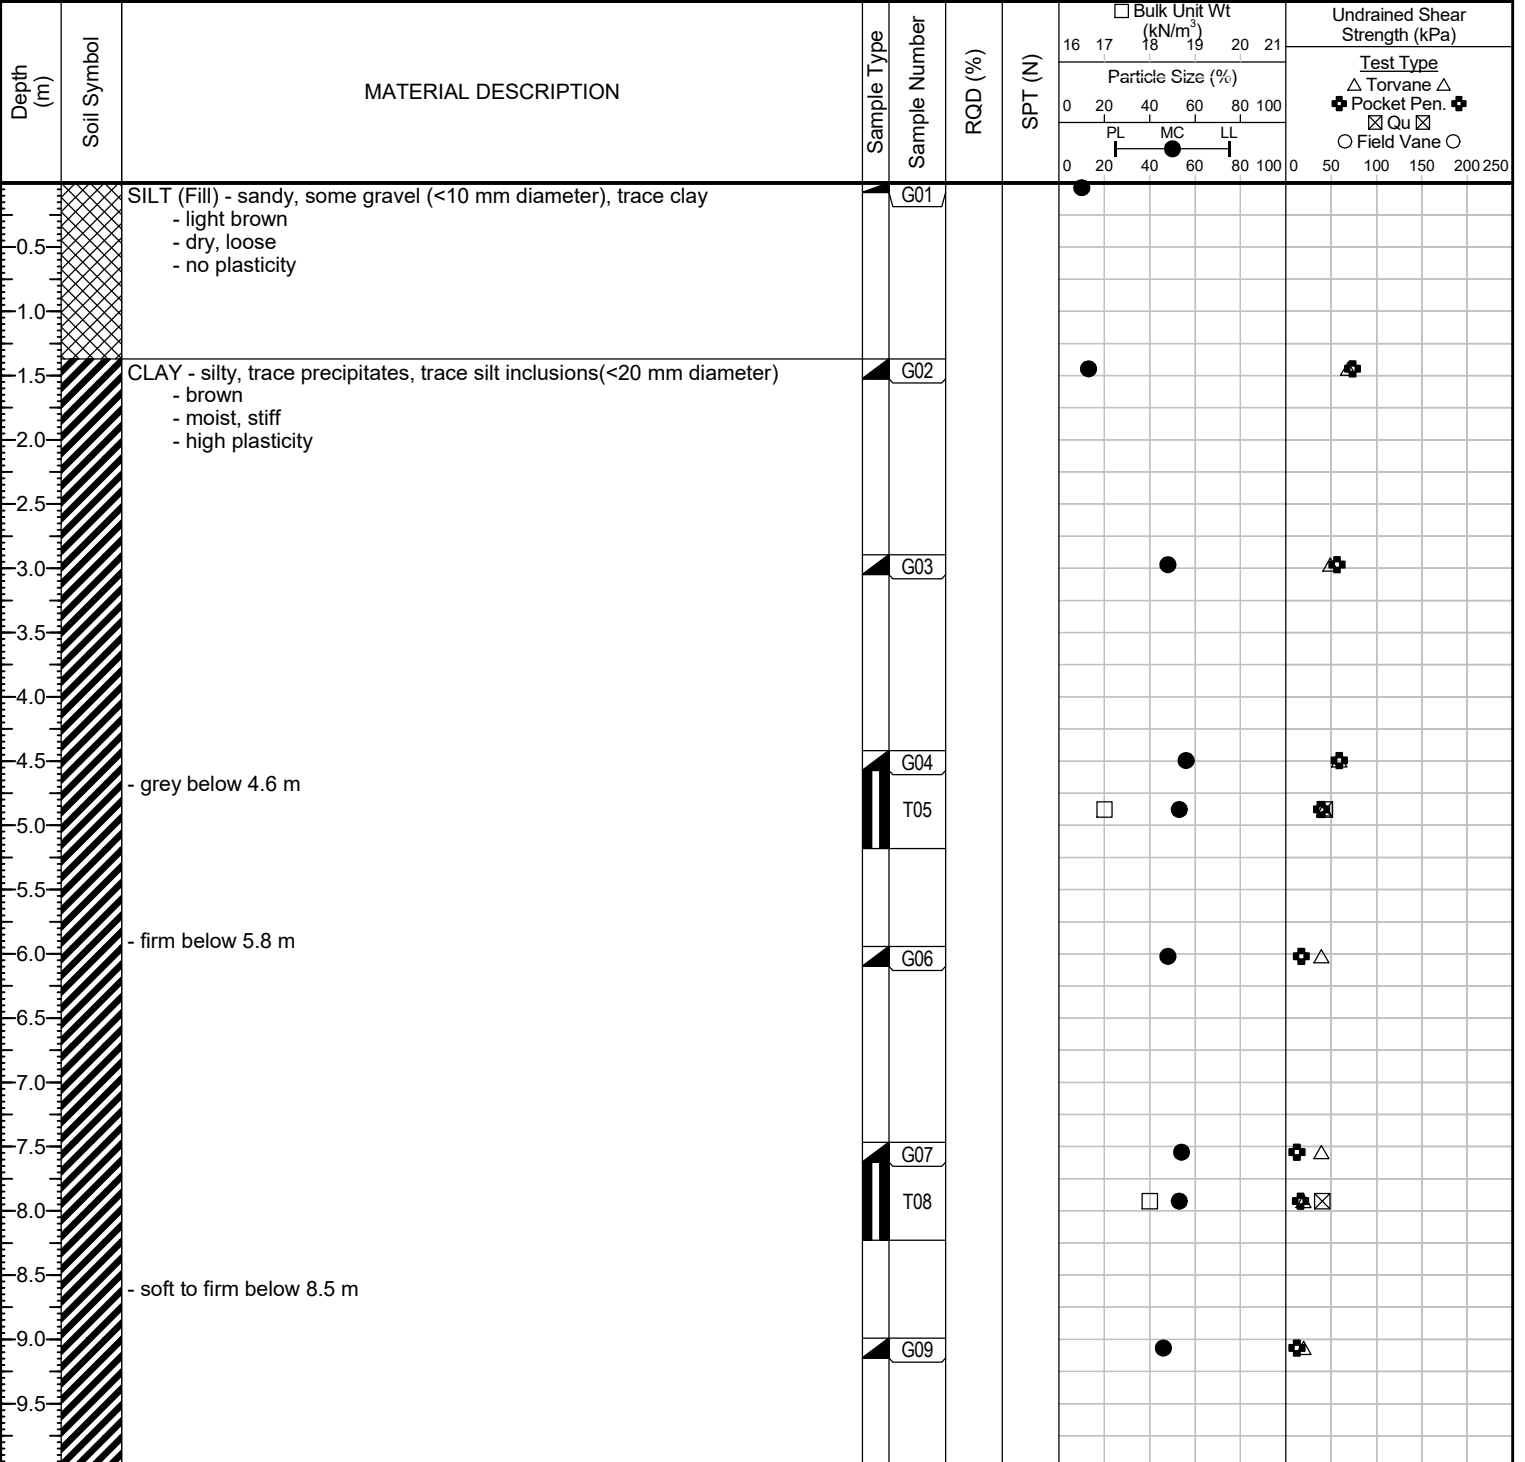 Depth (m)
Soil Symbol
MATERIAL DESCRIPTION
Sample Type
Sample Number
RQD (%)
SPT (N)
Bulk Unit Wt
(kN/m³)
16 17 18 19 20 21
Particle Size (%)
0 20 40 60 80 100
PL MC LL
0 20 40 60 80 100
Undrained Shear
Strength (kPa)
Test Type
Torvane
Pocket Pen.
Qu
Field Vane
0 50 100 150 200 250
SILT (Fill) - sandy, some gravel (<10 mm diameter), trace clay
G01
- light brown
- dry, loose
0.5
- no plasticity
1.0
CLAY - silty, trace precipitates, trace silt inclusions(<20 mm diameter)
G02
1.5
- brown
- moist, stiff
- high plasticity
2.0
2.5
3.0
G03
3.5
4.0
4.5
G04
- grey below 4.6 m
T05
5.0
5.5
- firm below 5.8 m
6.0
G06
6.5
7.0
7.5
G07
T08
8.0
8.5
- soft to firm below 8.5 m
9.0
G09
9.5